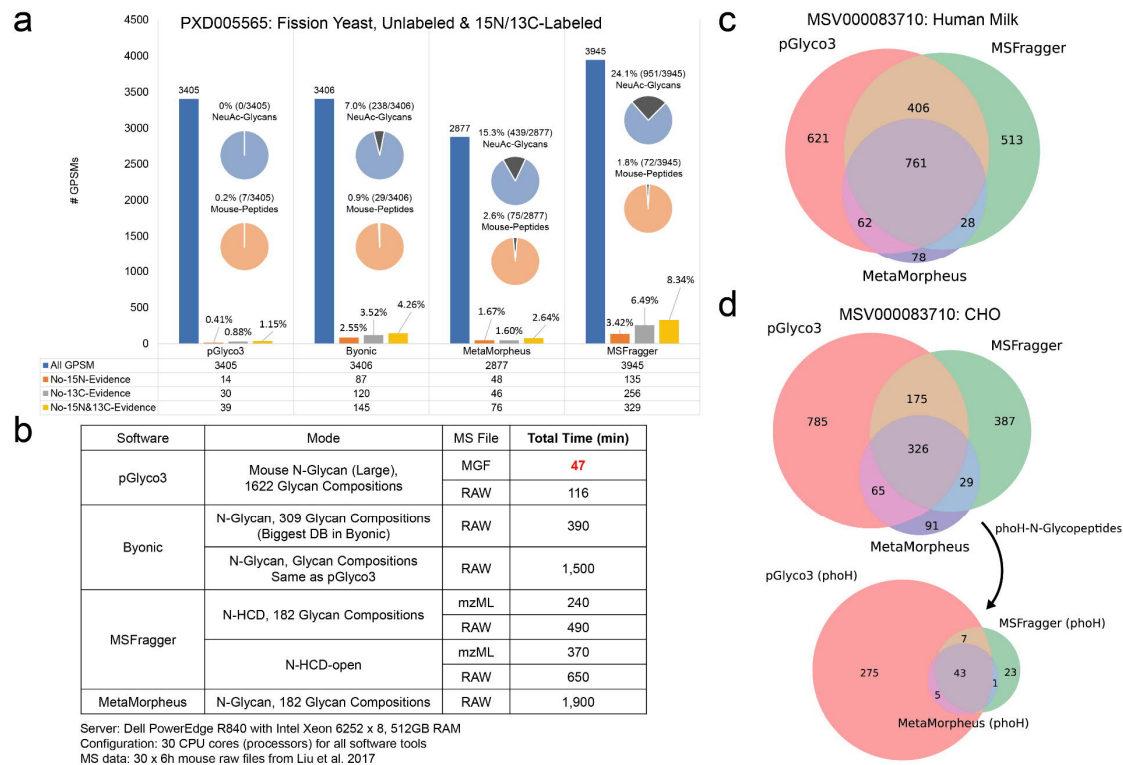 a
PXD005565: Fission Yeast, Unlabeled & 15N/13C-Labeled
# GPSMs
4500
4000
3500
3000
2500
2000
1500
1000
500
0
3405
0% (0/3405)
NeuAc-Glycans
0.2% (7/3405)
Mouse-Peptides
0.41%
0.88%
1.15%
3406
7.0% (238/3406)
NeuAc-Glycans
0.9% (29/3406)
Mouse-Peptides
2.55%
3.52%
4.26%
2877
15.3% (439/2877)
NeuAc-Glycans
2.6% (75/2877)
Mouse-Peptides
1.67%
1.60%
2.64%
3945
24.1% (951/3945)
NeuAc-Glycans
1.8% (72/3945)
Mouse-Peptides
3.42%
6.49%
8.34%
pGlyco3 Byonic MetaMorpheus MSFragger
All GPSM 3405 3406 2877 3945
No-15N-Evidence 14 87 48 135
No-13C-Evidence 30 120 46 256
No-15N&13C-Evidence 39 145 76 329
b
Software Mode MS File Total Time (min)
pGlyco3 Mouse N-Glycan (Large),
1622 Glycan Compositions
MGF 47
RAW 116
Byonic N-Glycan, 309 Glycan Compositions
(Biggest DB in Byonic)
RAW 390
N-Glycan, Glycan Compositions
Same as pGlyco3
RAW 1,500
MSFragger N-HCD, 182 Glycan Compositions
mzML 240
RAW 490
N-HCD-open
mzML 370
RAW 650
MetaMorpheus N-Glycan, 182 Glycan Compositions RAW 1,900
Server: Dell PowerEdge R840 with Intel Xeon 6252 x 8, 512GB RAM
Configuration: 30 CPU cores (processors) for all software tools
MS data: 30 x 6h mouse raw files from Liu et al. 2017
c
MSV000083710: Human Milk
pGlyco3
MSFragger
406
621
513
761
62
28
78
MetaMorpheus
d
MSV000083710: CHO
pGlyco3
MSFragger
175
785
387
326
65
29
91
MetaMorpheus
phoH-N-Glycopeptides
pGlyco3 (phoH)
MSFragger (phoH)
7
275
43
23
5
1
MetaMorpheus (phoH)